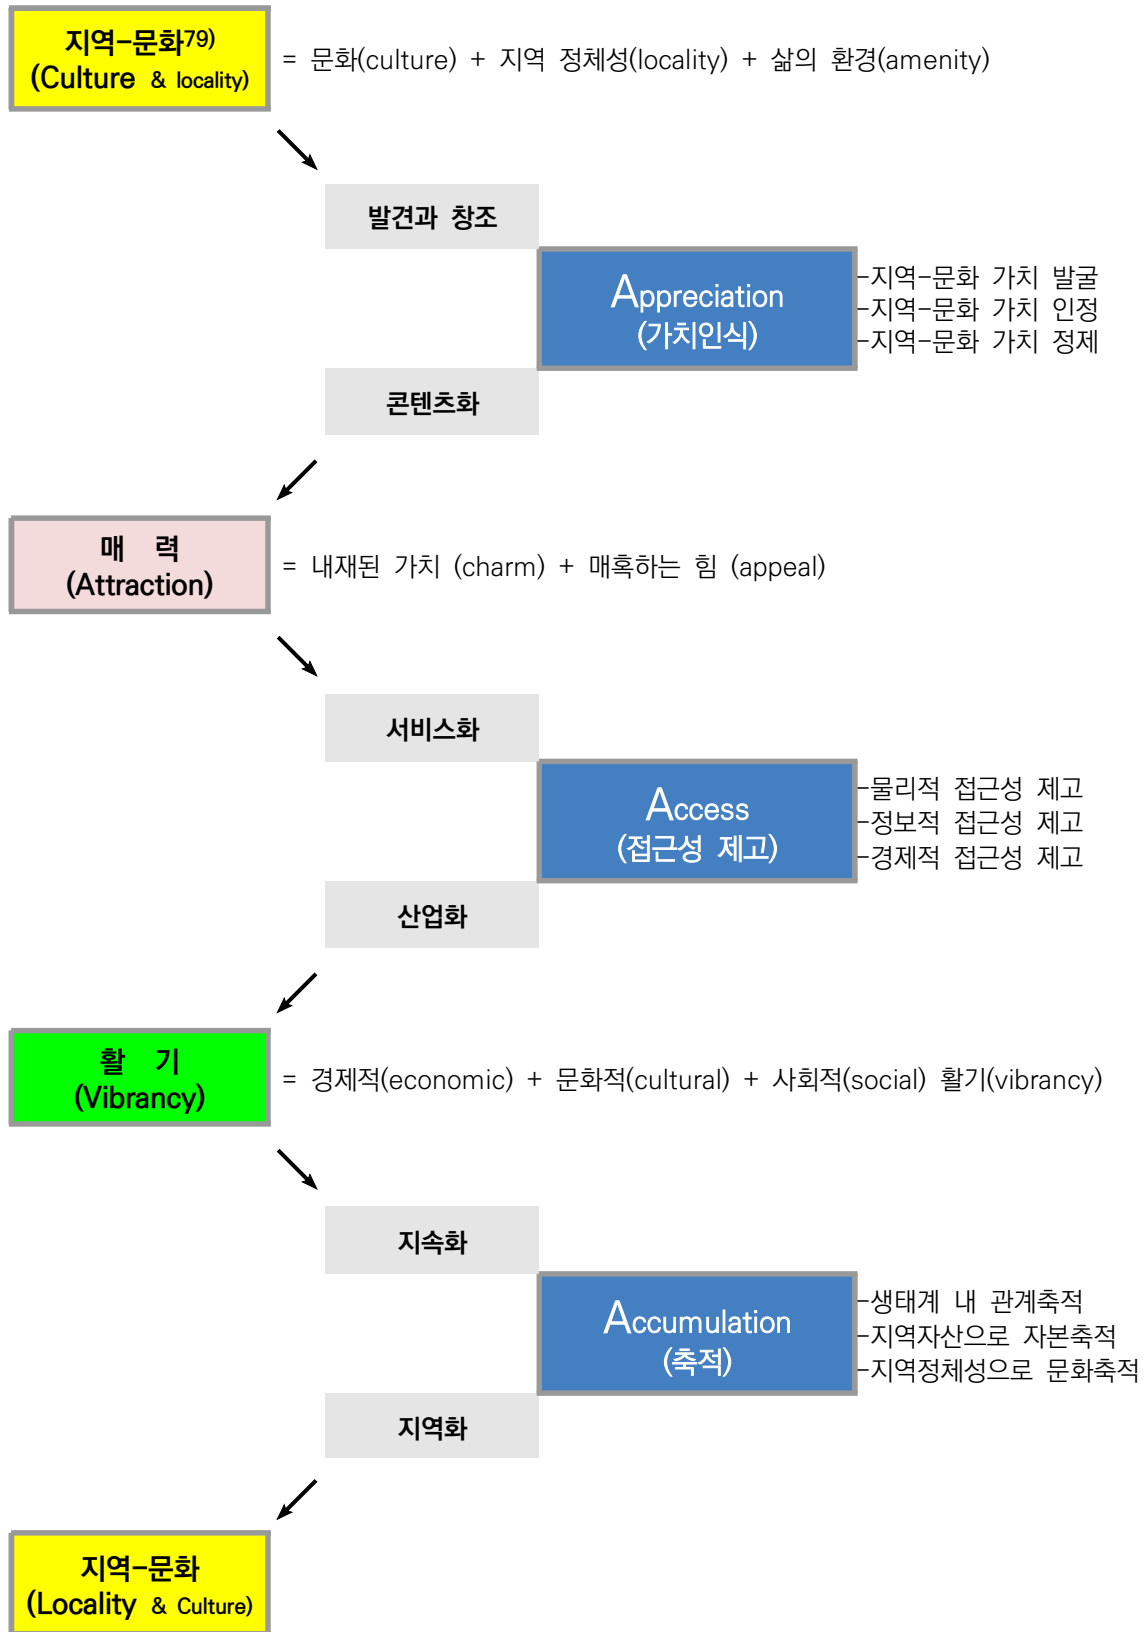 지역-문화79)
(Culture & locality)
= 문화(culture) + 지역 정체성(locality) + 삶의 환경(amenity)
발견과 창조
Appreciation
(가치인식)
-지역-문화 가치 발굴
-지역-문화 가치 인정
-지역-문화 가치 정제
콘텐츠화
매 력
(Attraction)
= 내재된 가치 (charm) + 매혹하는 힘 (appeal)
서비스화
Access
(접근성 제고)
-물리적 접근성 제고
-정보적 접근성 제고
-경제적 접근성 제고
산업화
활 기
(Vibrancy)
= 경제적(economic) + 문화적(cultural) + 사회적(social) 활기(vibrancy)
지속화
Accumulation
(축적)
-생태계 내 관계축적
-지역자산으로 자본축적
-지역정체성으로 문화축적
지역화
지역-문화
(Locality & Culture)